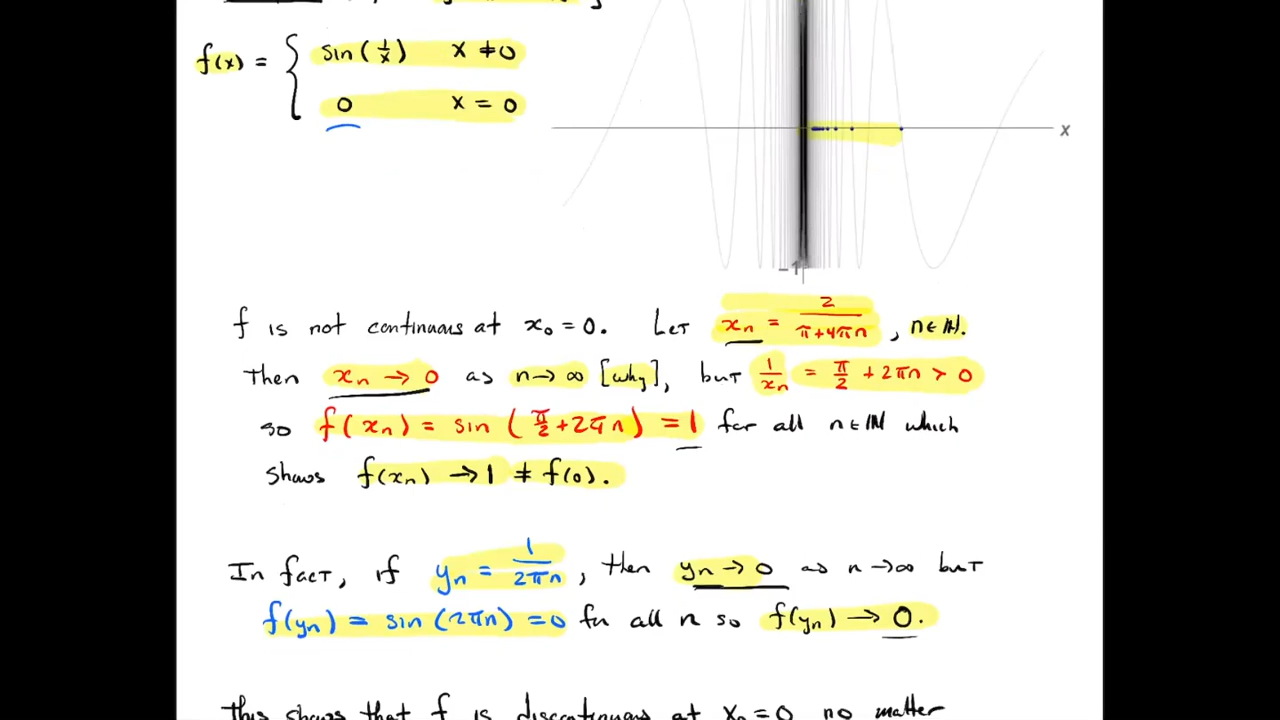 f(x) = { sin(1/x) x ≠ 0
0 x = 0
x
-1
f is not continuous at x₀ = 0. Let xₙ = 2/(π+4πn), n∈ℕ.
Then xₙ → 0 as n→∞ [why], but 1/xₙ = π/2 + 2πn > 0
so f(xₙ) = sin(π/2+2πn) = 1 for all n∈ℕ which
shows f(xₙ) → 1 ≠ f(0).
In fact, if yₙ = 1/(2πn), then yₙ → 0 as n→∞ but
f(yₙ) = sin(2πn) = 0 for all n so f(yₙ) → 0.
This shows that f is discontinuous at x₀ = 0 no matter